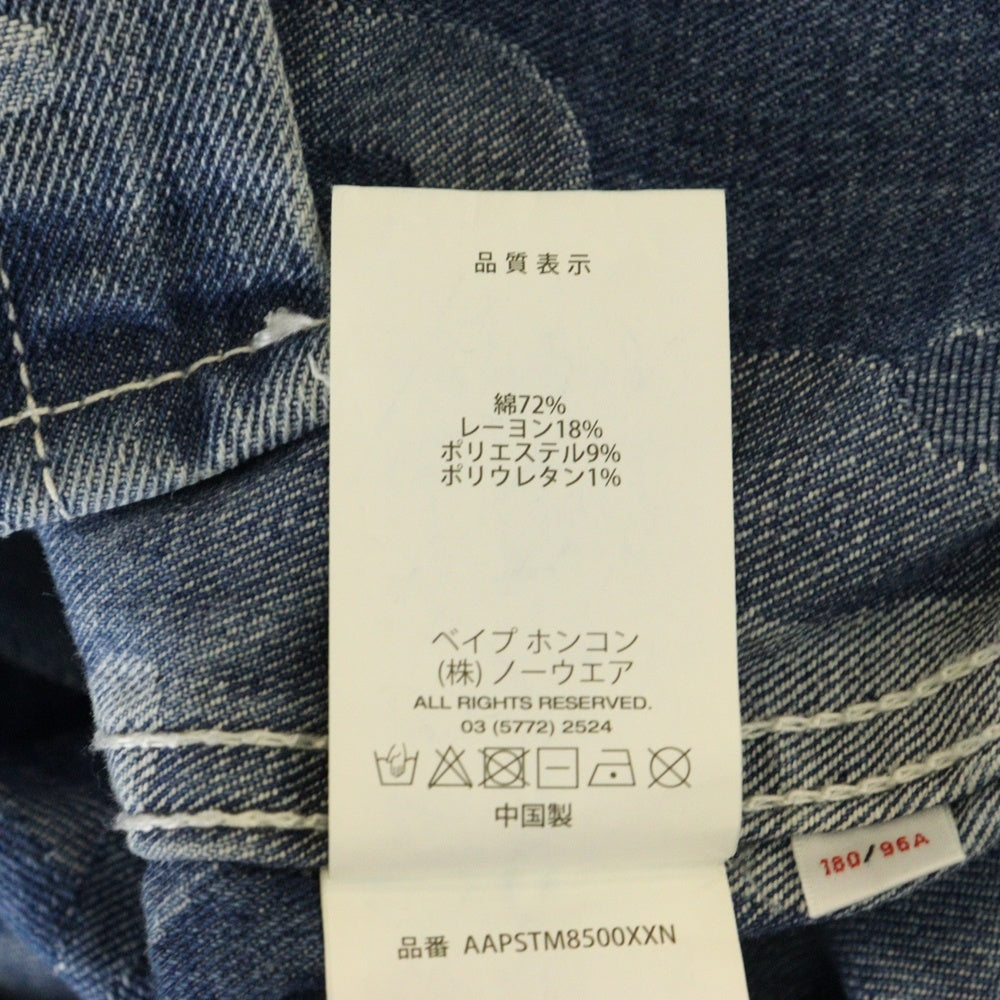 品質表示
綿72%
レーヨン18%
ポリエステル9%
ポリウレタン1%
ベイプ ホンコン
(株) ノーウエア
ALL RIGHTS RESERVED.
03 (5772) 2524
中国製
180/96A
品番 AAPSTM8500XXN